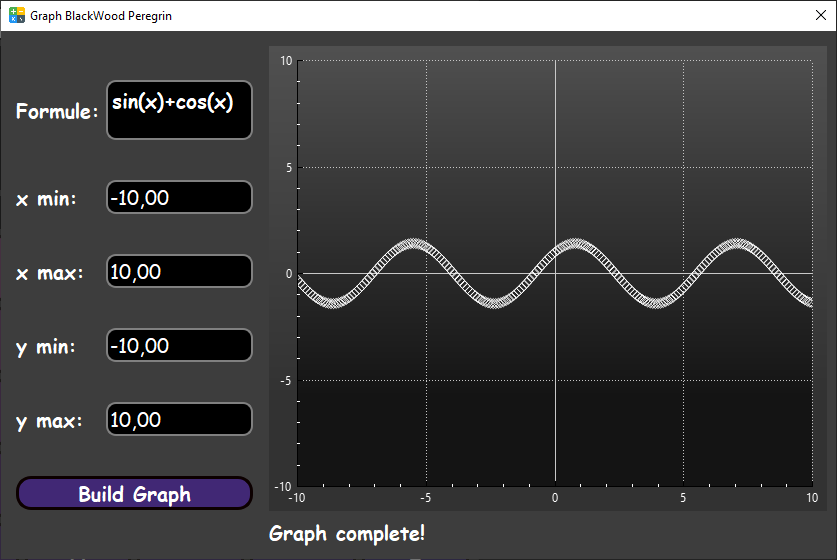 Graph BlackWood Peregrin
Formule:
sin(x)+cos(x)
x min:
-10,00
x max:
10,00
y min:
-10,00
y max:
10,00
Build Graph
10
5
0
-5
-10
-10
-5
0
5
10
Graph complete!